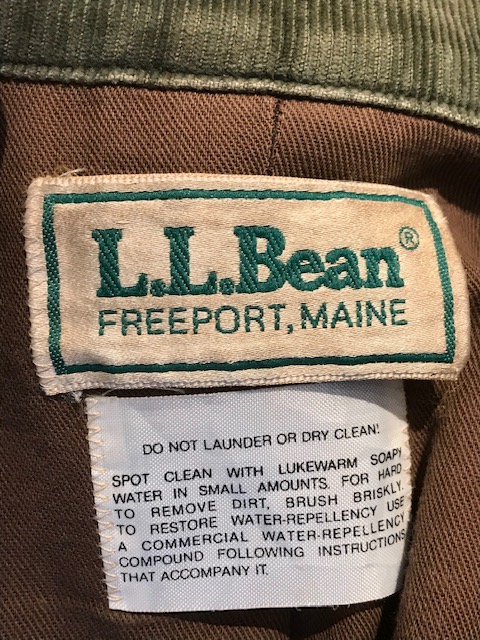 L.L.Bean®
FREEPORT, MAINE
DO NOT LAUNDER OR DRY CLEAN!
SPOT CLEAN WITH LUKEWARM SOAPY
WATER IN SMALL AMOUNTS. FOR HARD
TO REMOVE DIRT, BRUSH BRISKLY.
TO RESTORE WATER-REPELLENCY USE
A COMMERCIAL WATER-REPELLENCY
COMPOUND FOLLOWING INSTRUCTIONS
THAT ACCOMPANY IT.